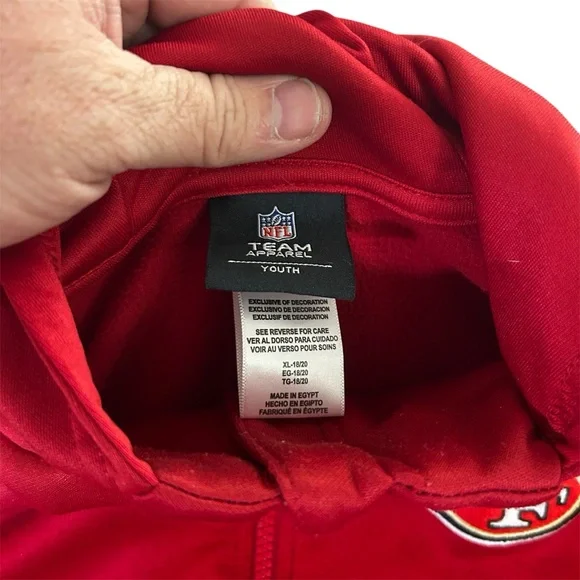 NFL
TEAM
APPAREL
YOUTH
EXCLUSIVE OF DECORATION
EXCLUSIVO DE DECORACION
EXCLUSIF DE DECORATION
SEE REVERSE FOR CARE
VER AL DORSO PARA CUIDADO
VOIR AU VERSO POUR SOINS
XL-18/20
EG-18/20
TG-18/20
MADE IN EGYPT
HECHO EN EGIPTO
FABRIQUÉ EN ÉGYPTE